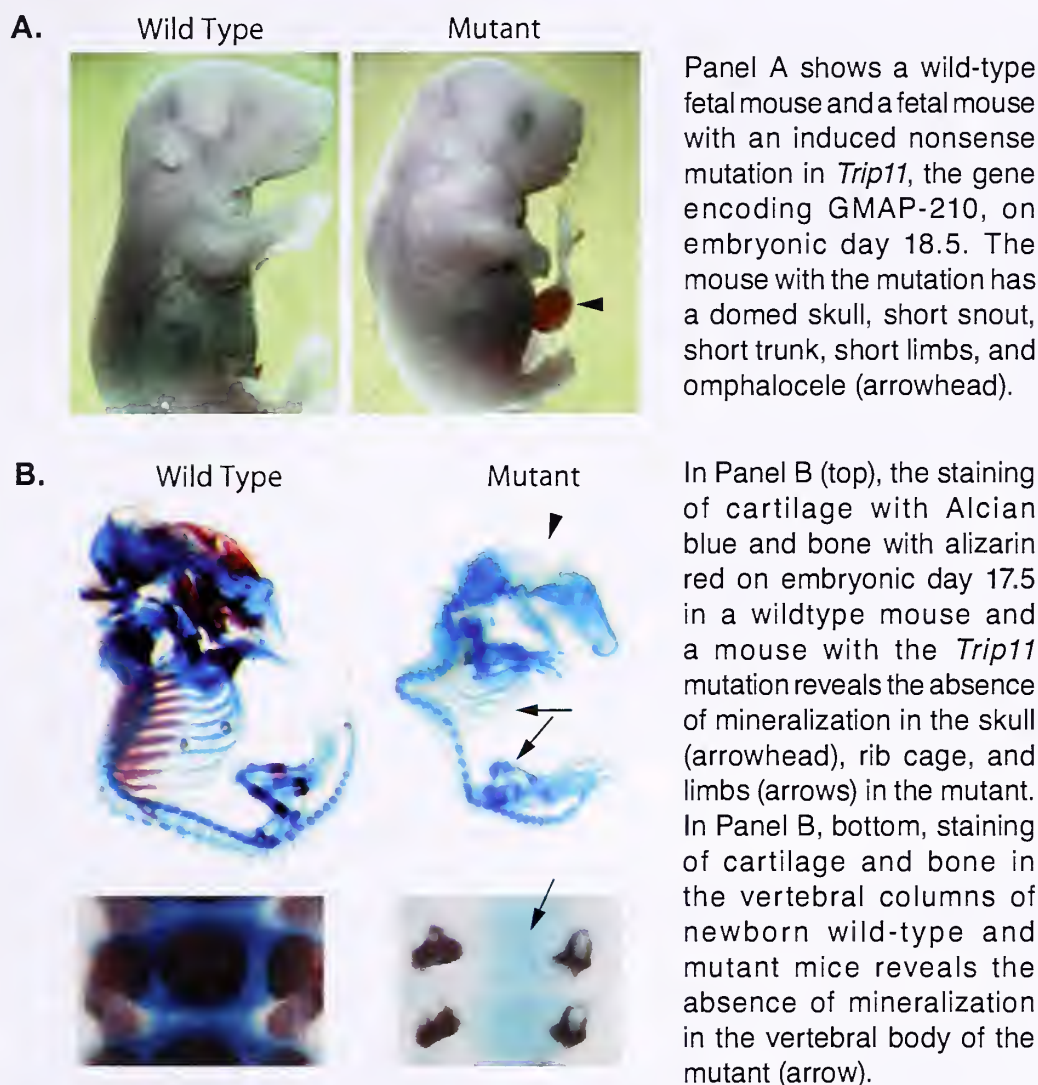 A.
Wild Type Mutant
Panel A shows a wild-type
fetal mouse and a fetal mouse
with an induced nonsense
mutation in Trip11, the gene
encoding GMAP-210, on
embryonic day 18.5. The
mouse with the mutation has
a domed skull, short snout,
short trunk, short limbs, and
omphalocele (arrowhead).
B.
Wild Type Mutant
In Panel B (top), the staining
of cartilage with Alcian
blue and bone with alizarin
red on embryonic day 17.5
in a wildtype mouse and
a mouse with the Trip11
mutation reveals the absence
of mineralization in the skull
(arrowhead), rib cage, and
limbs (arrows) in the mutant.
In Panel B, bottom, staining
of cartilage and bone in
the vertebral columns of
newborn wild-type and
mutant mice reveals the
absence of mineralization
in the vertebral body of the
mutant (arrow).